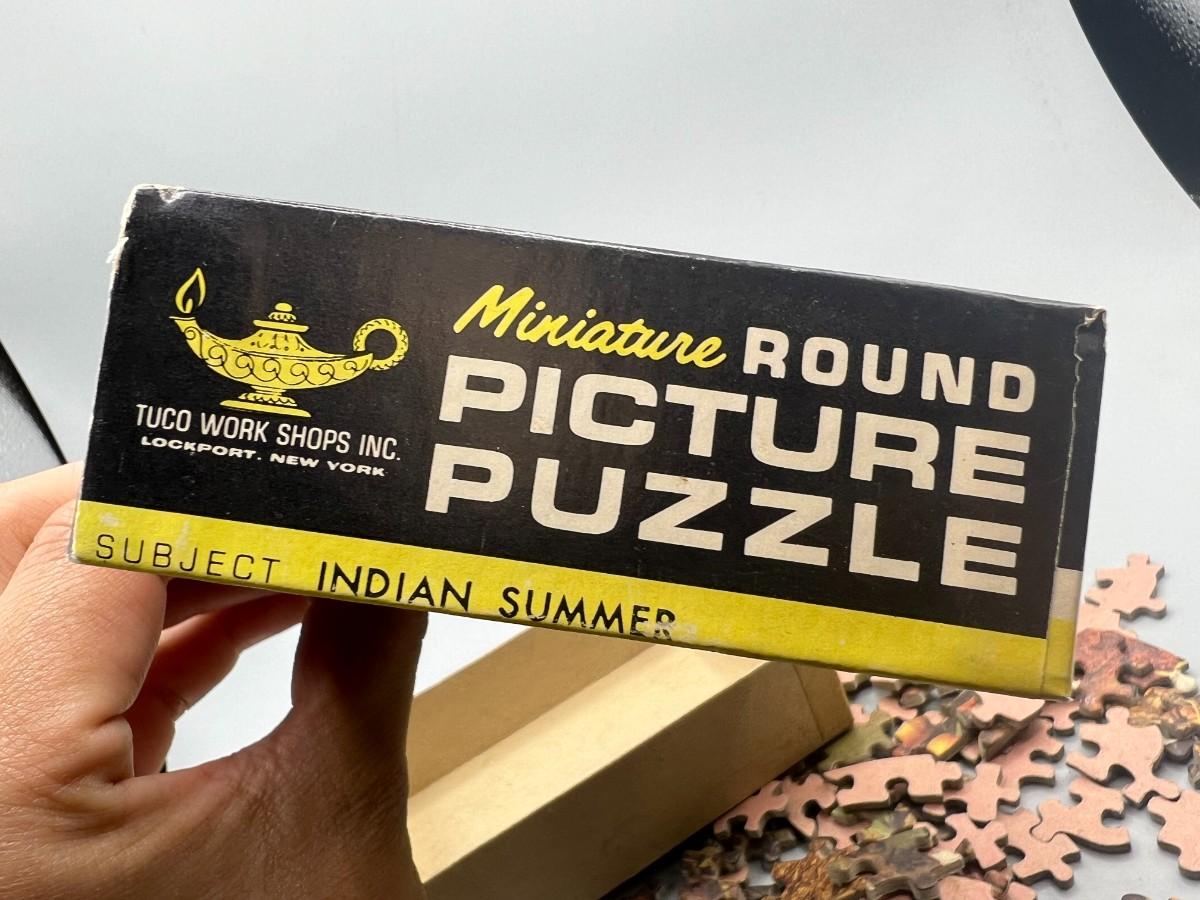 TUCO WORK SHOPS INC.
LOCKPORT. NEW YORK
Miniature ROUND
PICTURE
PUZZLE
SUBJECT INDIAN SUMMER